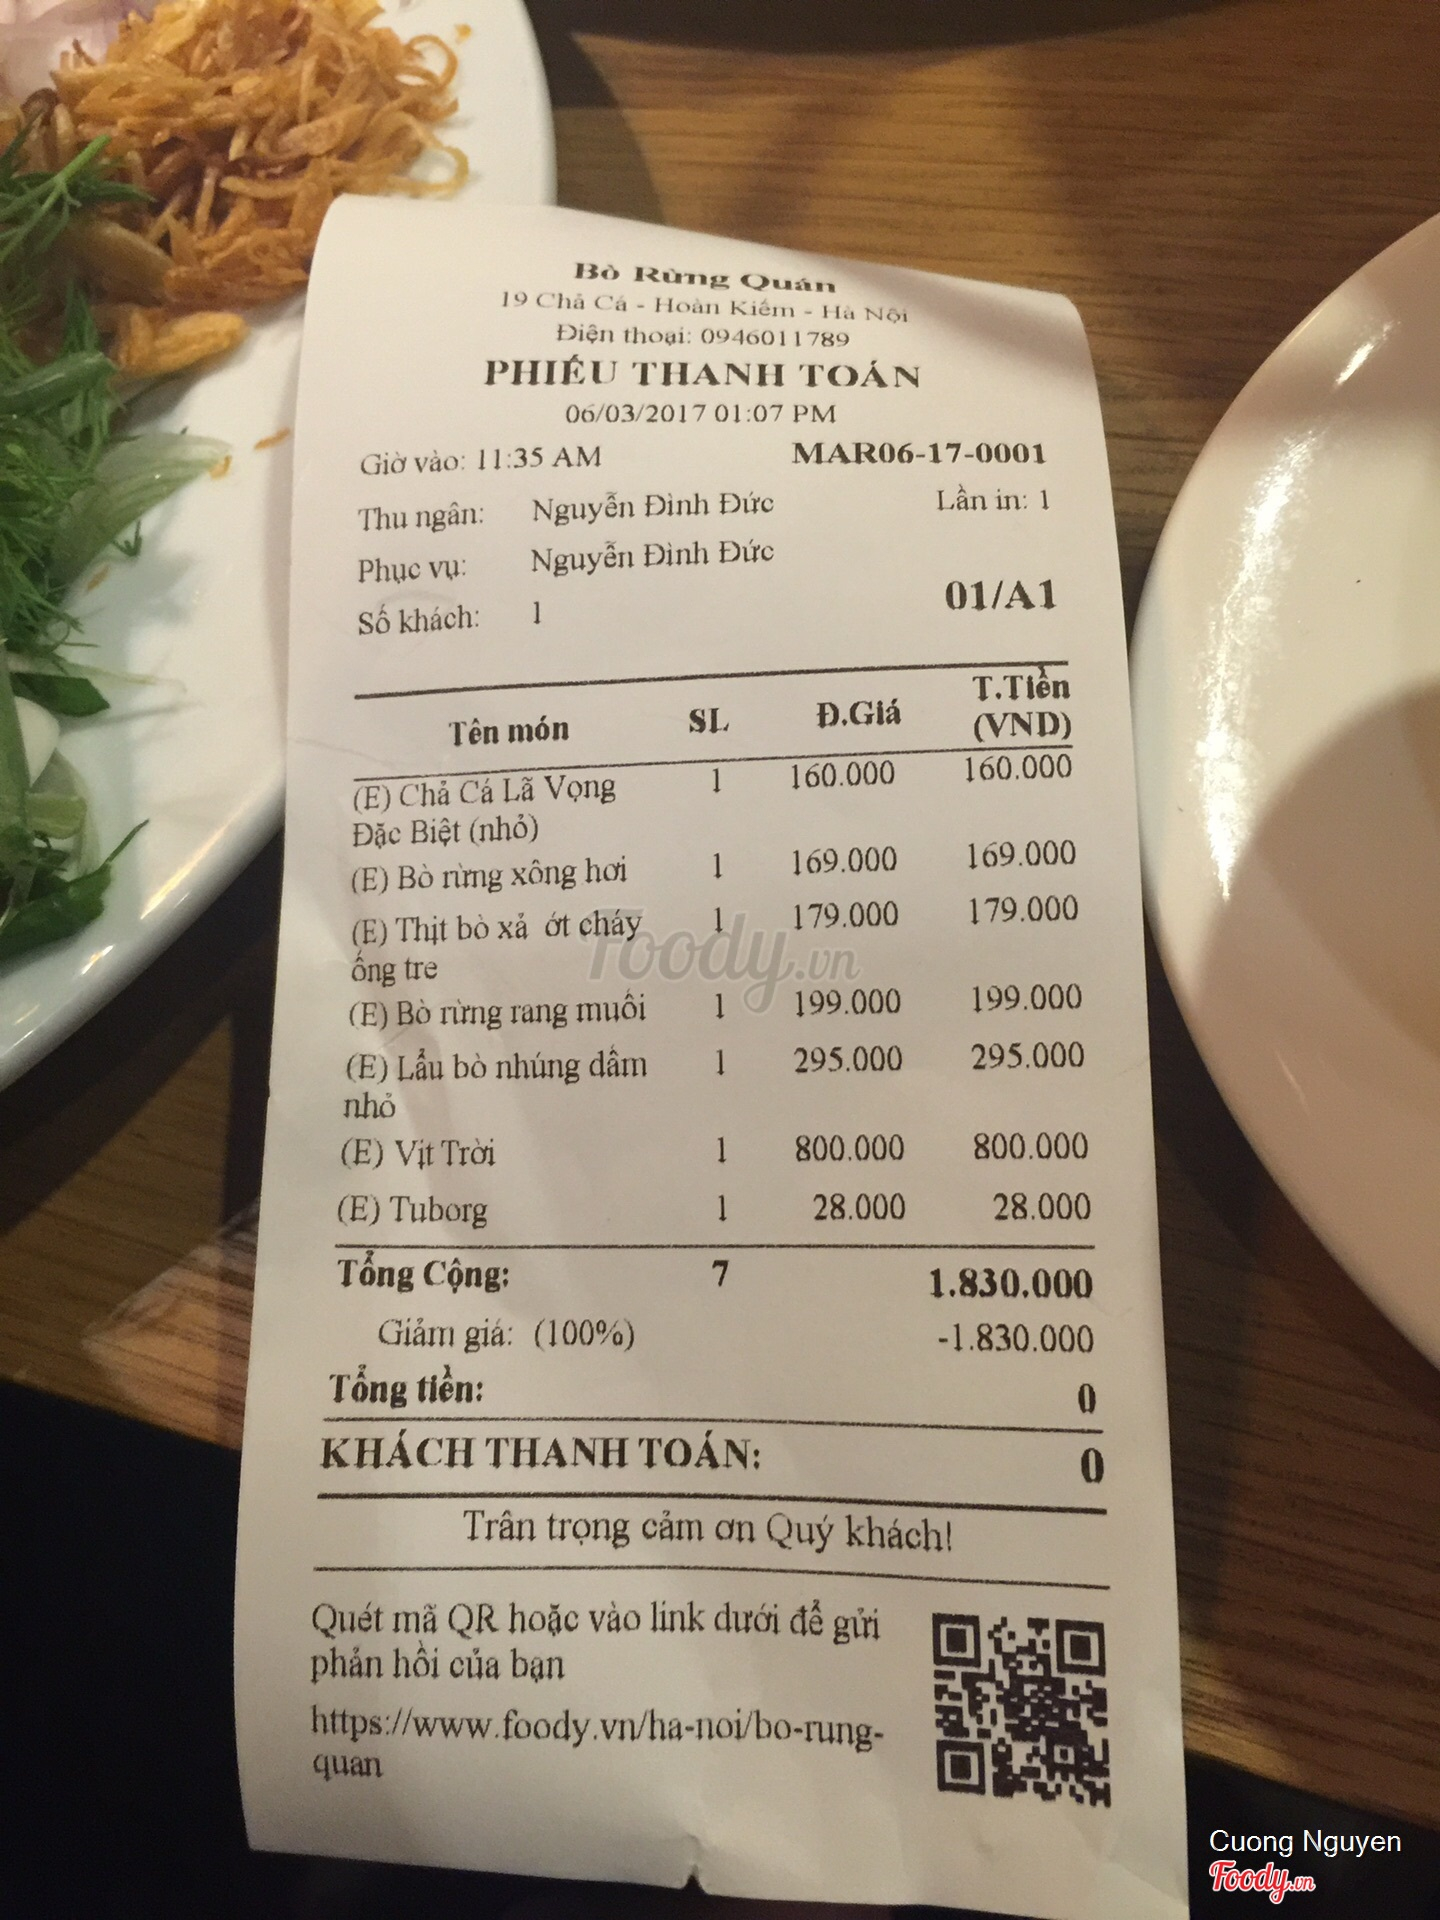 Bò Rừng Quán
19 Chả Cá - Hoàn Kiếm - Hà Nội
Điện thoại: 0946011789
PHIẾU THANH TOÁN
06/03/2017 01:07 PM
Giờ vào: 11:35 AM MAR06-17-0001
Thu ngân: Nguyễn Đình Đức Lần in: 1
Phục vụ: Nguyễn Đình Đức
Số khách: 1 01/A1
Tên món SL Đ.Giá T.Tiền (VND)
(E) Chả Cá Lã Vọng 1 160.000 160.000
Đặc Biệt (nhỏ)
(E) Bò rừng xông hơi 1 169.000 169.000
(E) Thịt bò xả ớt cháy 1 179.000 179.000
ống tre
(E) Bò rừng rang muối 1 199.000 199.000
(E) Lẩu bò nhúng dấm 1 295.000 295.000
nhỏ
(E) Vịt Trời 1 800.000 800.000
(E) Tuborg 1 28.000 28.000
Tổng Cộng: 7 1.830.000
Giảm giá: (100%) -1.830.000
Tổng tiền: 0
KHÁCH THANH TOÁN: 0
Trân trọng cảm ơn Quý khách!
Quét mã QR hoặc vào link dưới để gửi
phản hồi của bạn
https://www.foody.vn/ha-noi/bo-rung-
quan
Foody.vn
Cuong Nguyen
Foody.vn